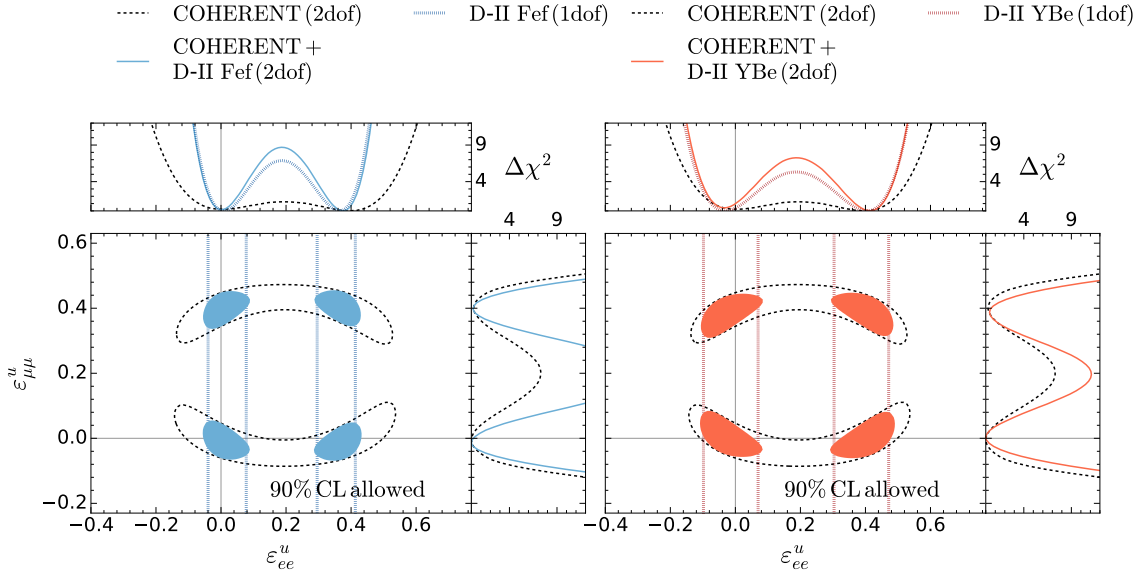 COHERENT (2dof)
D-II Fef (1dof)
COHERENT +
D-II Fef (2dof)
COHERENT (2dof)
D-II YBe (1dof)
COHERENT +
D-II YBe (2dof)
9
4
Δχ²
9
4
Δχ²
4 9
4 9
0.6
0.4
0.2
0.0
−0.2
ε^u_μμ
90% CL allowed
90% CL allowed
−0.4 −0.2 0.0 0.2 0.4 0.6
−0.4 −0.2 0.0 0.2 0.4 0.6
ε^u_ee
ε^u_ee